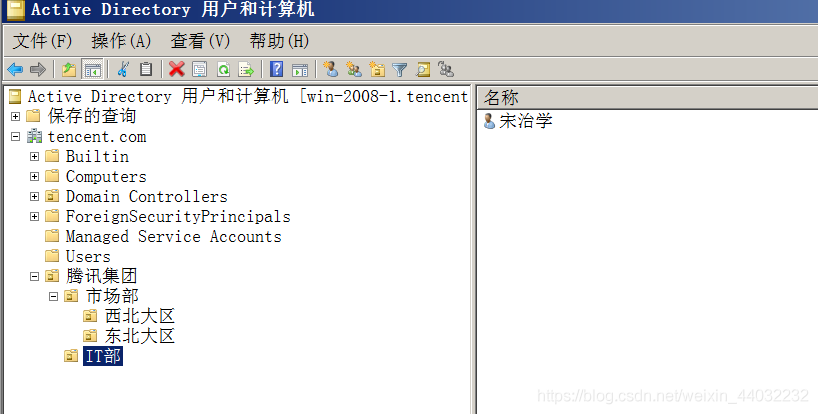 Active Directory 用户和计算机
文件(F) 操作(A) 查看(V) 帮助(H)
Active Directory 用户和计算机 [win-2008-1.tencent
名称
保存的查询
宋治学
tencent.com
Builtin
Computers
Domain Controllers
ForeignSecurityPrincipals
Managed Service Accounts
Users
腾讯集团
市场部
西北大区
东北大区
IT部
https://blog.csdn.net/weixin_44032232